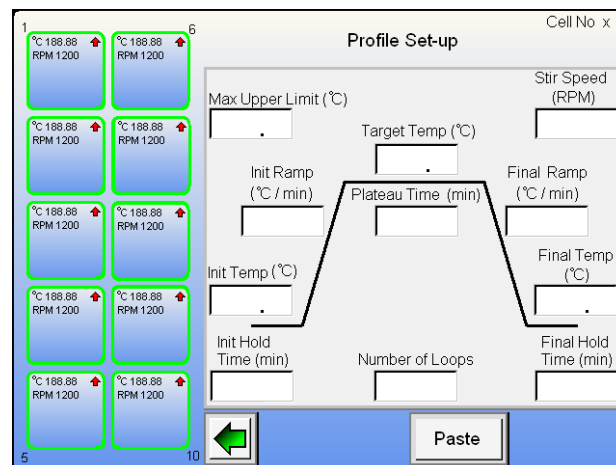 Cell No x
Profile Set-up
1
6
°C 188.88
RPM 1200
°C 188.88
RPM 1200
°C 188.88
RPM 1200
°C 188.88
RPM 1200
°C 188.88
RPM 1200
°C 188.88
RPM 1200
°C 188.88
RPM 1200
°C 188.88
RPM 1200
°C 188.88
RPM 1200
°C 188.88
RPM 1200
5
10
Stir Speed
(RPM)
Max Upper Limit (°C)
.
Target Temp (°C)
.
Init Ramp
(°C / min)
Plateau Time (min)
Final Ramp
(°C / min)
Init Temp (°C)
.
Final Temp
(°C)
.
Init Hold
Time (min)
Number of Loops
Final Hold
Time (min)
Paste